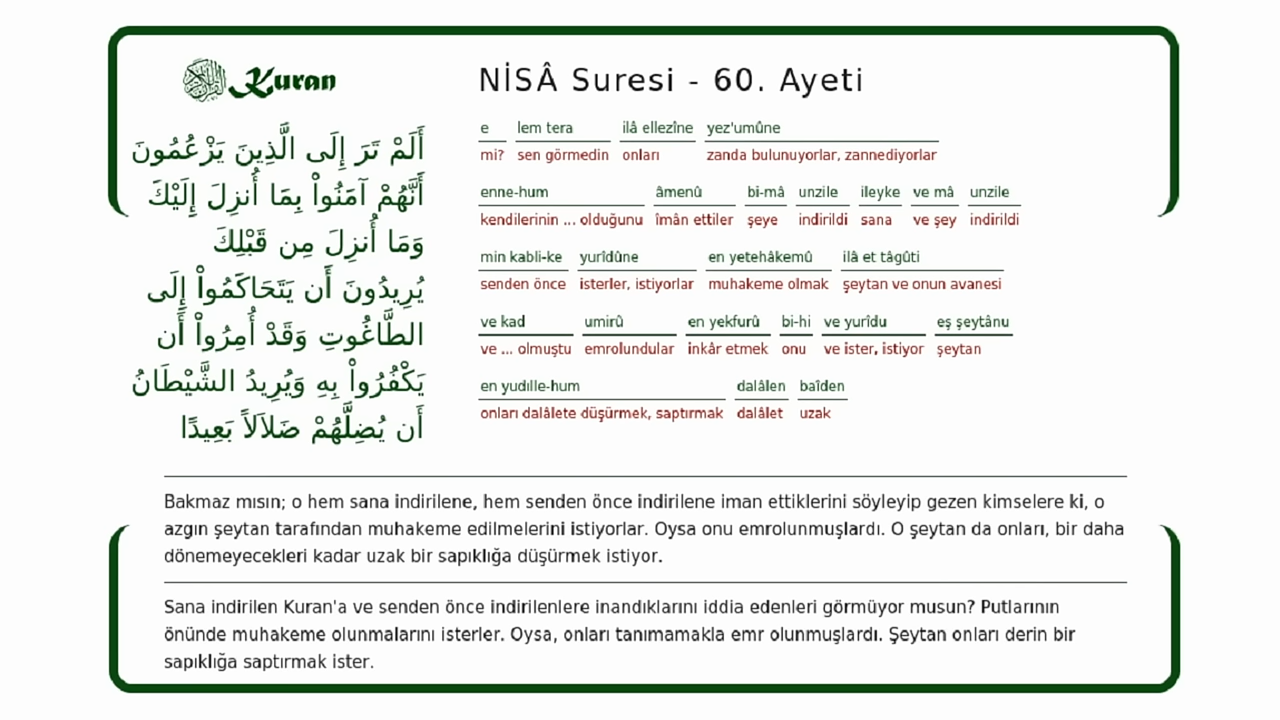 Kuran
NİSÂ Suresi - 60. Ayeti
أَلَمْ تَرَ إِلَى الَّذِينَ يَزْعُمُونَ
أَنَّهُمْ آمَنُواْ بِمَا أُنزِلَ إِلَيْكَ
وَمَا أُنزِلَ مِن قَبْلِكَ
يُرِيدُونَ أَن يَتَحَاكَمُواْ إِلَى
الطَّاغُوتِ وَقَدْ أُمِرُواْ أَن
يَكْفُرُواْ بِهِ وَيُرِيدُ الشَّيْطَانُ
أَن يُضِلَّهُمْ ضَلاَلاً بَعِيدًا
e lem tera ilâ ellezîne yez'umûne
mi? sen görmedin onları zanda bulunuyorlar, zannediyorlar
enne-hum âmenû bi-mâ unzile ileyke ve mâ unzile
kendilerinin ... olduğunu îmân ettiler şeye indirildi sana ve şey indirildi
min kabli-ke yurîdûne en yetehâkemû ilâ et tâgûti
senden önce isterler, istiyorlar muhakeme olmak şeytan ve onun avanesi
ve kad umirû en yekfurû bi-hi ve yurîdu eş şeytânu
ve ... olmuştu emrolundular inkâr etmek onu ve ister, istiyor şeytan
en yudılle-hum dalâlen baîden
onları dalâlete düşürmek, saptırmak dalâlet uzak
Bakmaz mısın; o hem sana indirilene, hem senden önce indirilene iman ettiklerini söyleyip gezen kimselere ki, o
azgın şeytan tarafından muhakeme edilmelerini istiyorlar. Oysa onu emrolunmuşlardı. O şeytan da onları, bir daha
dönemeyecekleri kadar uzak bir sapıklığa düşürmek istiyor.
Sana indirilen Kuran'a ve senden önce indirilenlere inandıklarını iddia edenleri görmüyor musun? Putlarının
önünde muhakeme olunmalarını isterler. Oysa, onları tanımamakla emr olunmuşlardı. Şeytan onları derin bir
sapıklığa saptırmak ister.